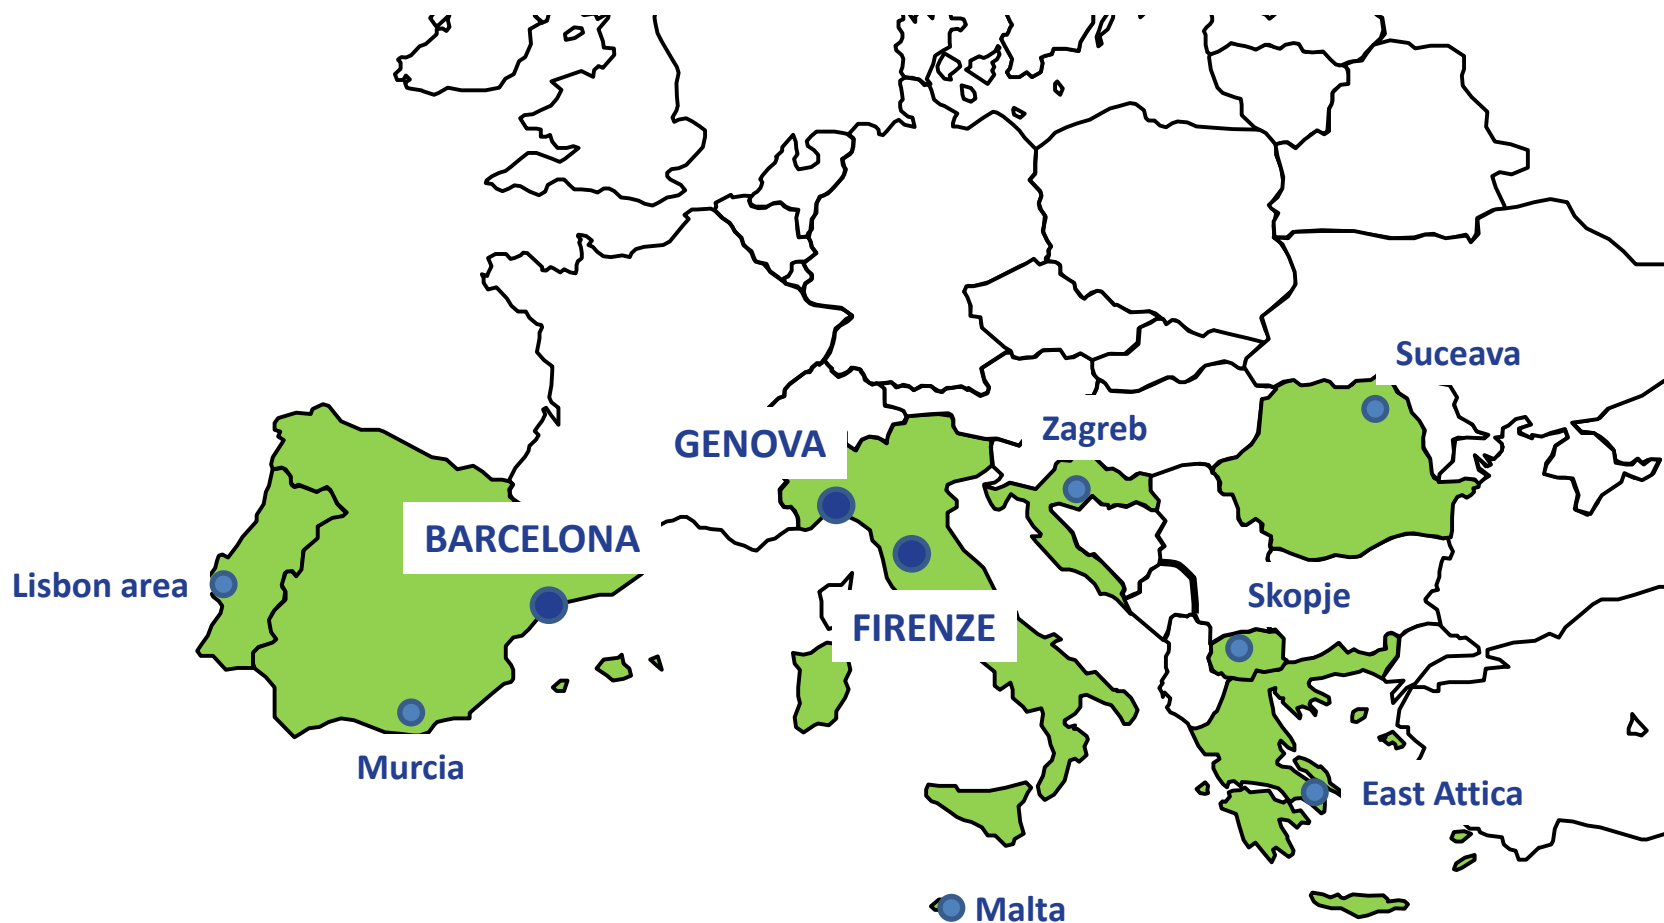 Suceava
Zagreb
GENOVA
BARCELONA
Lisbon area
Skopje
FIRENZE
Murcia
East Attica
Malta